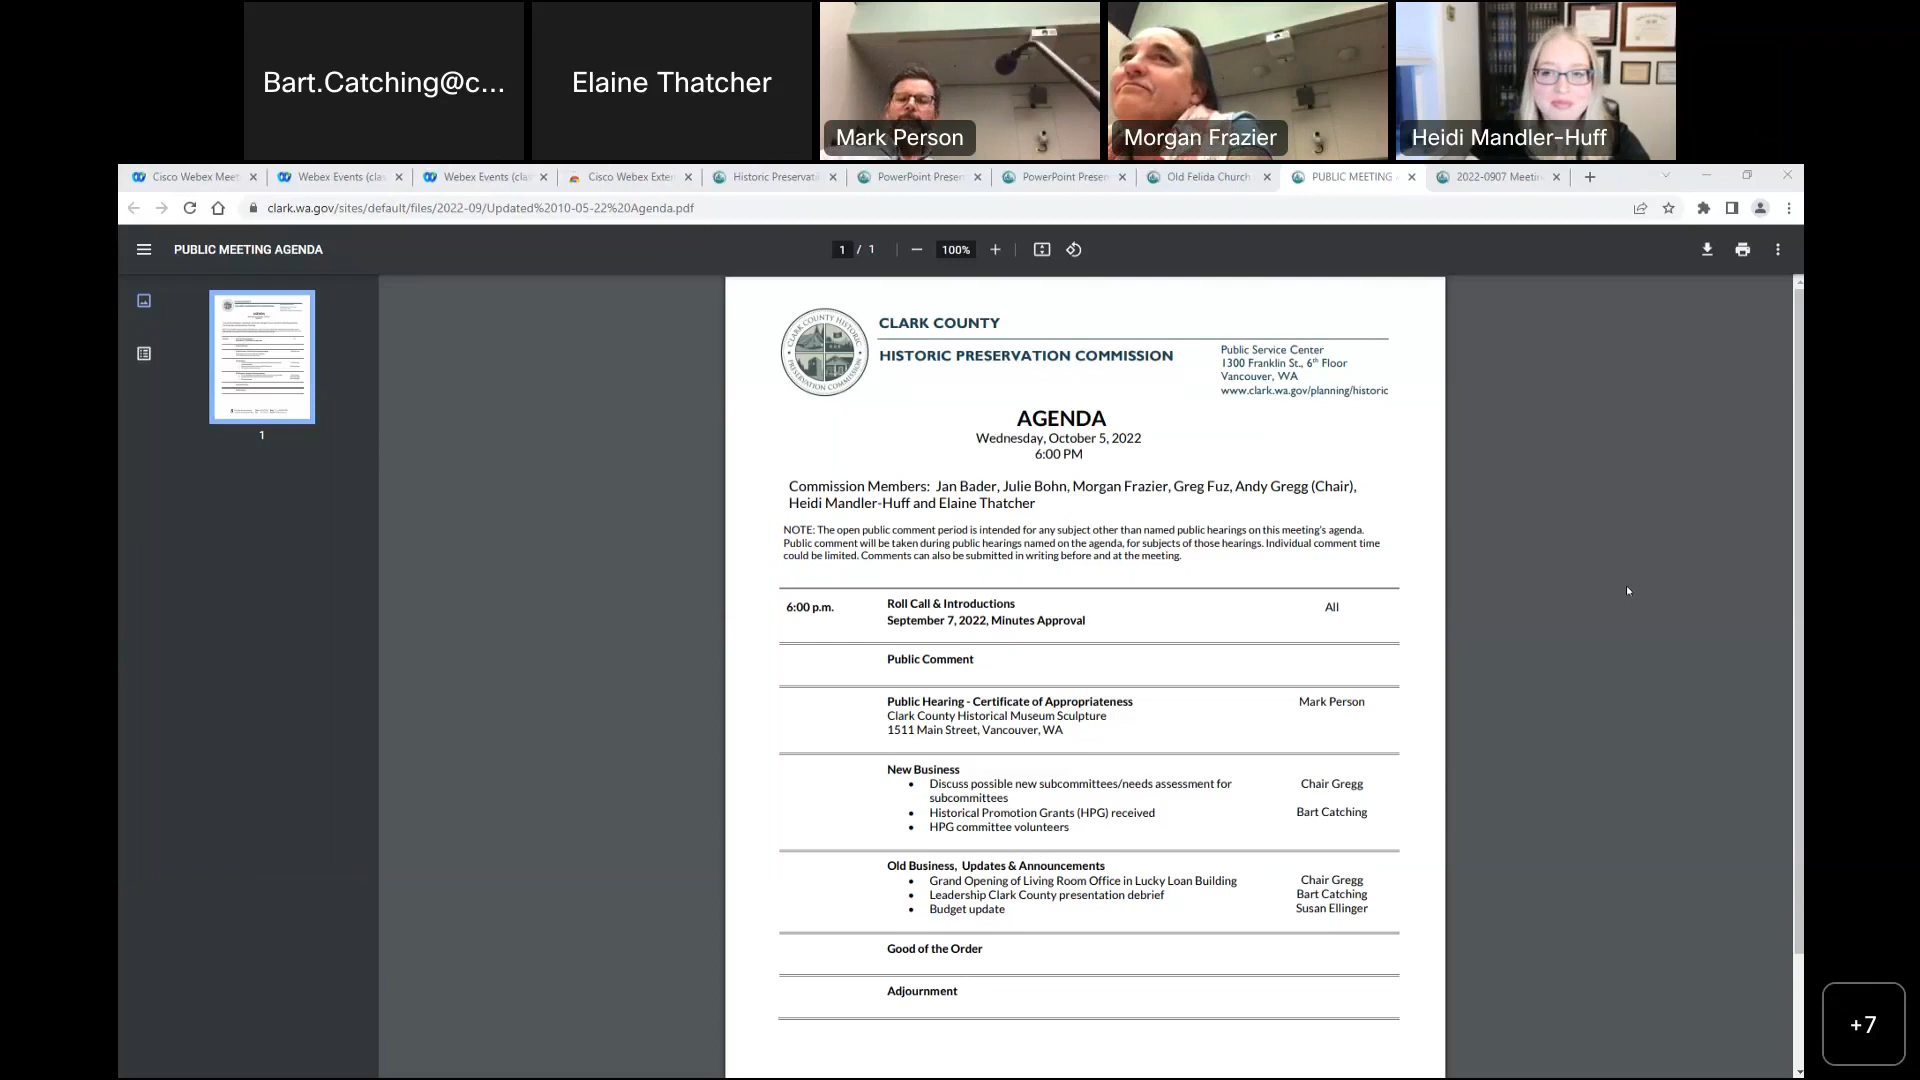 Bart.Catching@c...
Elaine Thatcher
Mark Person
Morgan Frazier
Heidi Mandler-Huff
Cisco Webex Meet
Webex Events (clas
Webex Events (clas
Cisco Webex Exten
Historic Preservat
PowerPoint Presen
PowerPoint Presen
Old Felida Church
PUBLIC MEETING
2022-0907 Meetin
clark.wa.gov/sites/default/files/2022-09/Updated%2010-05-22%20Agenda.pdf
PUBLIC MEETING AGENDA
1 / 1
100%
1
CLARK COUNTY HISTORIC
PRESERVATION COMMISSION
CLARK COUNTY
HISTORIC PRESERVATION COMMISSION
Public Service Center
1300 Franklin St., 6th Floor
Vancouver, WA
www.clark.wa.gov/planning/historic
AGENDA
Wednesday, October 5, 2022
6:00 PM
Commission Members: Jan Bader, Julie Bohn, Morgan Frazier, Greg Fuz, Andy Gregg (Chair),
Heidi Mandler-Huff and Elaine Thatcher
NOTE: The open public comment period is intended for any subject other than named public hearings on this meeting's agenda.
Public comment will be taken during public hearings named on the agenda, for subjects of those hearings. Individual comment time
could be limited. Comments can also be submitted in writing before and at the meeting.
6:00 p.m.
Roll Call & Introductions
All
September 7, 2022, Minutes Approval
Public Comment
Public Hearing - Certificate of Appropriateness
Mark Person
Clark County Historical Museum Sculpture
1511 Main Street, Vancouver, WA
New Business
• Discuss possible new subcommittees/needs assessment for
Chair Gregg
subcommittees
• Historical Promotion Grants (HPG) received
Bart Catching
• HPG committee volunteers
Old Business, Updates & Announcements
• Grand Opening of Living Room Office in Lucky Loan Building
Chair Gregg
• Leadership Clark County presentation debrief
Bart Catching
• Budget update
Susan Ellinger
Good of the Order
Adjournment
+7